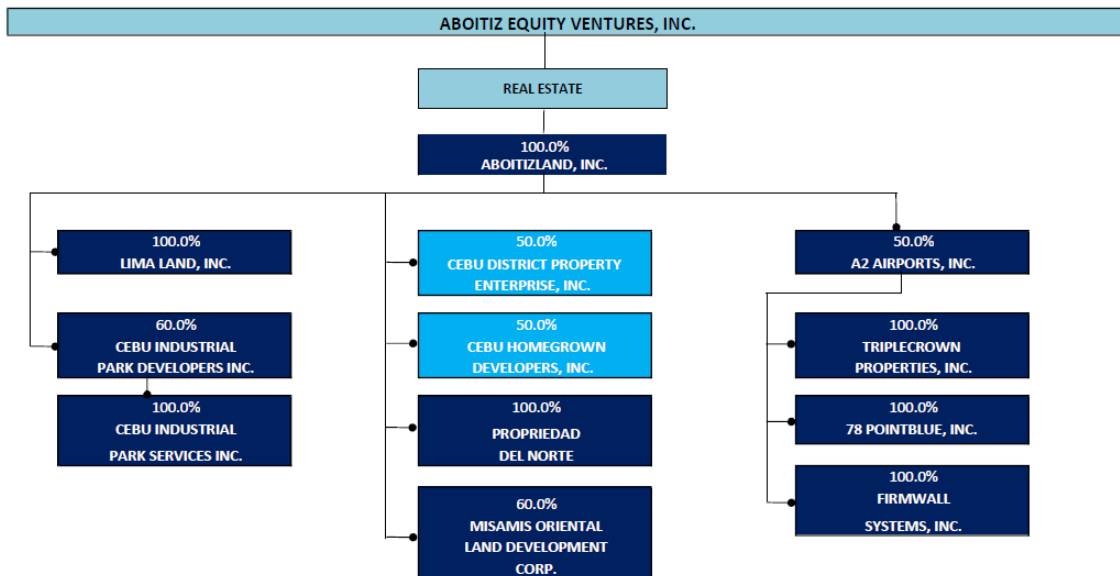 ABOITIZ EQUITY VENTURES, INC.
REAL ESTATE
100.0%
ABOITIZLAND, INC.
100.0%
LIMA LAND, INC.
60.0%
CEBU INDUSTRIAL
PARK DEVELOPERS INC.
100.0%
CEBU INDUSTRIAL
PARK SERVICES INC.
50.0%
CEBU DISTRICT PROPERTY
ENTERPRISE, INC.
50.0%
CEBU HOMEGROWN
DEVELOPERS, INC.
100.0%
PROPRIEDAD
DEL NORTE
60.0%
MISAMIS ORIENTAL
LAND DEVELOPMENT
CORP.
50.0%
A2 AIRPORTS, INC.
100.0%
TRIPLECROWN
PROPERTIES, INC.
100.0%
78 POINTBLUE, INC.
100.0%
FIRMWALL
SYSTEMS, INC.